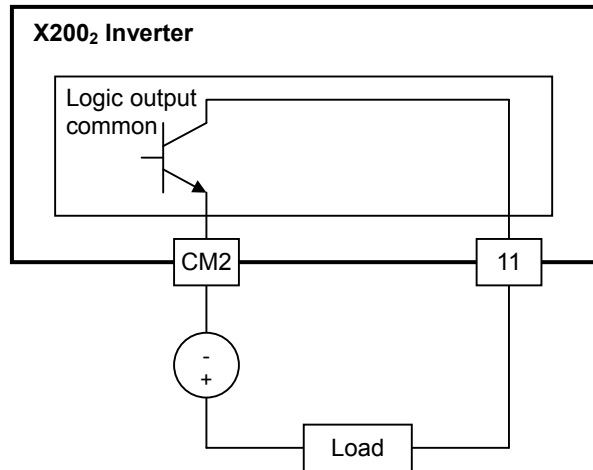 X200₂ Inverter
Logic output
common
CM2
11
-
+
Load